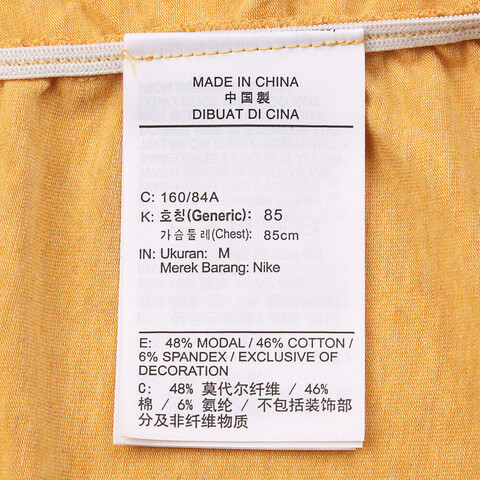 MADE IN CHINA
中国製
DIBUAT DI CINA
C: 160/84A
K: 호칭(Generic): 85
가슴둘레(Chest): 85cm
IN: Ukuran: M
Merek Barang: Nike
E: 48% MODAL / 46% COTTON /
6% SPANDEX / EXCLUSIVE OF
DECORATION
C: 48% 莫代尔纤维 / 46%
棉 / 6% 氨纶 / 不包括装饰部
分及非纤维物质